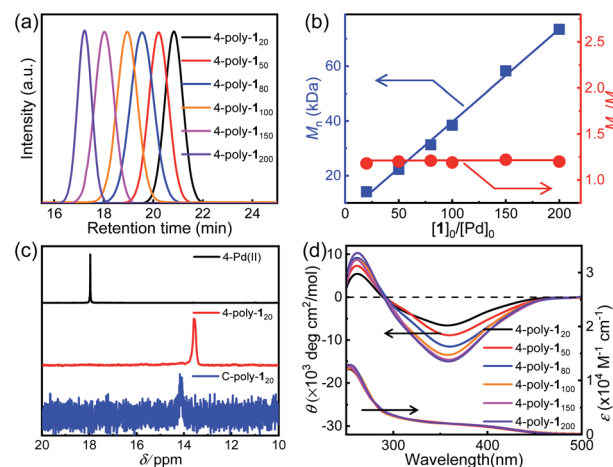 (a)
4-poly-1₂₀
4-poly-1₅₀
4-poly-1₈₀
4-poly-1₁₀₀
4-poly-1₁₅₀
4-poly-1₂₀₀
Intensity (a.u.)
16 18 20 22 24
Retention time (min)
(b)
Mₙ (kDa)
60
40
20
2.5
2.0
1.5
1.0
0 50 100 150 200
[1]₀/[Pd]₀
(c)
4-Pd(II)
4-poly-1₂₀
C-poly-1₂₀
20 18 16 14 12 10
δ/ppm
(d)
θ (×10³ deg cm²/mol)
10
0
-10
-20
-30
4-poly-1₂₀
4-poly-1₅₀
4-poly-1₈₀
4-poly-1₁₀₀
4-poly-1₁₅₀
4-poly-1₂₀₀
3
2
1
0
ε (x10⁴ M⁻¹ cm⁻¹)
300 400 500
Wavelength(nm)